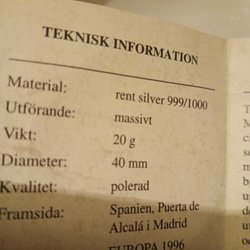 TEKNISK INFORMATION
Material: rent silver 999/1000
Utförande: massivt
Vikt: 20 g
Diameter: 40 mm
Kvalitet: polerad
Framsida: Spanien, Puerta de
Alcalá i Madrid
EUROPA 1996